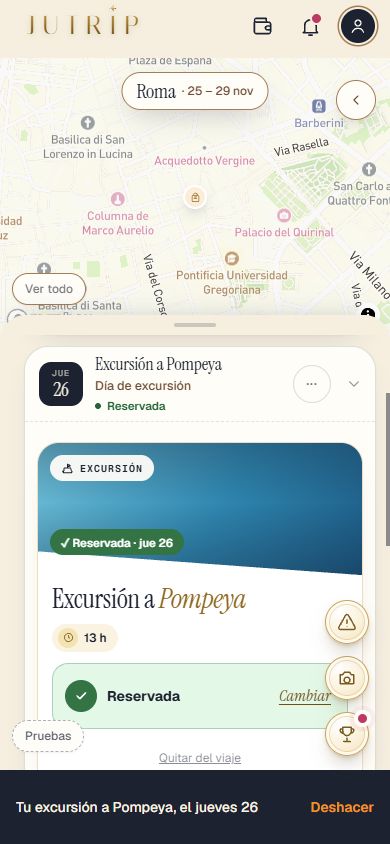 JUTRIP
Plaza de España
Roma · 25 – 29 nov
Barberini
Basilica di San
Lorenzo in Lucina
Via Rasella
Acquedotto Vergine
San Carlo a
Quattro Font
Columna de
Marco Aurelio
Palacio del Quirinal
Pontificia Universidad
Gregoriana
Via Milano
Via del Corso
Ver todo
Basilica di Santa
JUE
26
Excursión a Pompeya
Día de excursión
Reservada
EXCURSIÓN
✓ Reservada · jue 26
Excursión a Pompeya
13 h
Reservada
Cambiar
Pruebas
Quitar del viaje
Tu excursión a Pompeya, el jueves 26
Deshacer